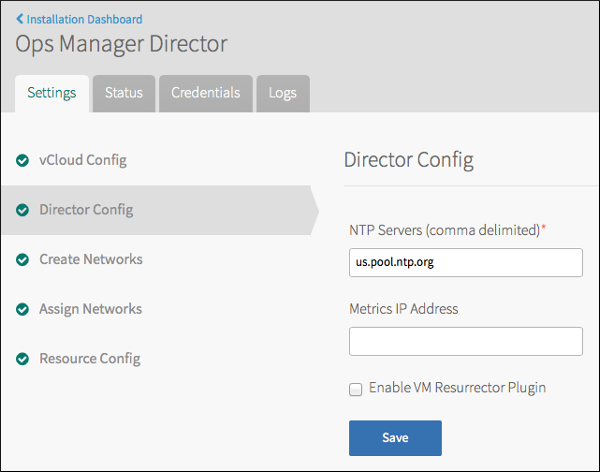 Installation Dashboard
Ops Manager Director
Settings Status Credentials Logs
vCloud Config
Director Config
Create Networks
Assign Networks
Resource Config
Director Config
NTP Servers (comma delimited)*
us.pool.ntp.org
Metrics IP Address
Enable VM Resurrector Plugin
Save